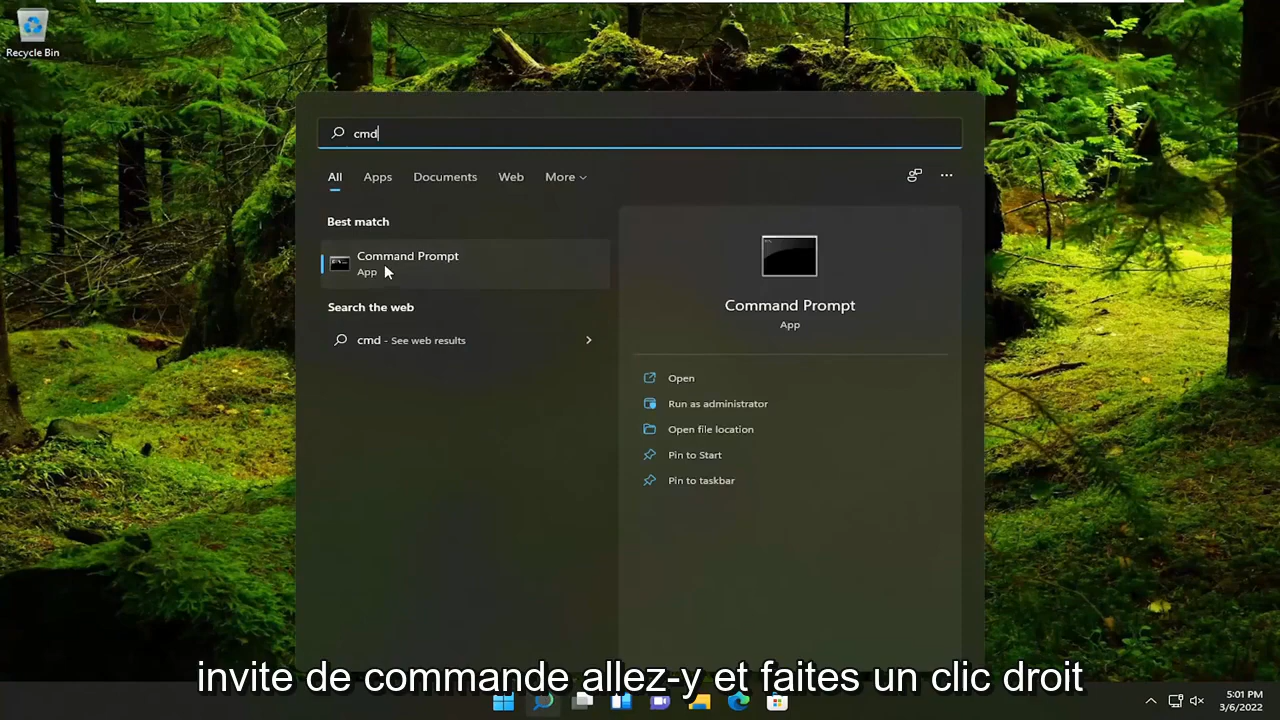 Recycle Bin
cmd
All Apps Documents Web More
Best match
Command Prompt
App
Search the web
cmd - See web results
Command Prompt
App
Open
Run as administrator
Open file location
Pin to Start
Pin to taskbar
invite de commande allez-y et faites un clic droit
5:01 PM
3/6/2022